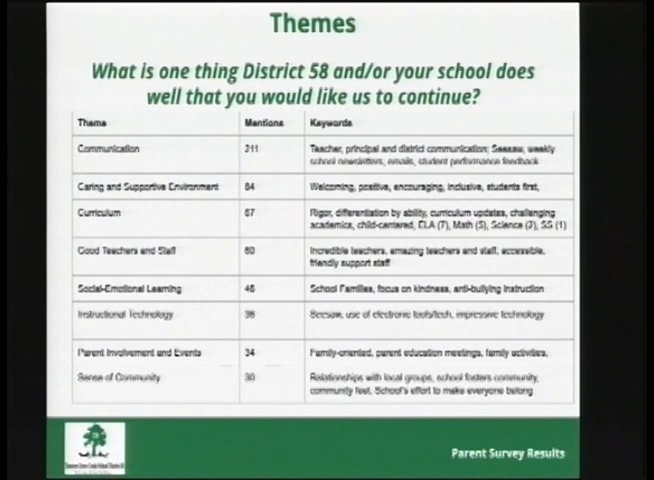 Themes
What is one thing District 58 and/or your school does
well that you would like us to continue?
Theme Mentions Keywords
Communication 211 Teacher, principal and district communication; Seesaw, weekly
school newsletters, emails, student performance feedback
Caring and Supportive Environment 84 Welcoming, positive, encouraging, inclusive, students first,
Curriculum 67 Rigor, differentiation by ability, curriculum updates, challenging
academics, child-centered, ELA (7), Math (5), Science (3), SS (1)
Good Teachers and Staff 60 Incredible teachers, amazing teachers and staff, accessible,
friendly support staff
Social-Emotional Learning 46 School Families, focus on kindness, anti-bullying instruction
Instructional Technology Seesaw, use of electronic tools/tech, impressive technology
Parent Involvement and Events 34 Family-oriented, parent education meetings, family activities,
Sense of Community 30 Relationships with local groups, school fosters community,
community feel, School's effort to make everyone belong
Parent Survey Results